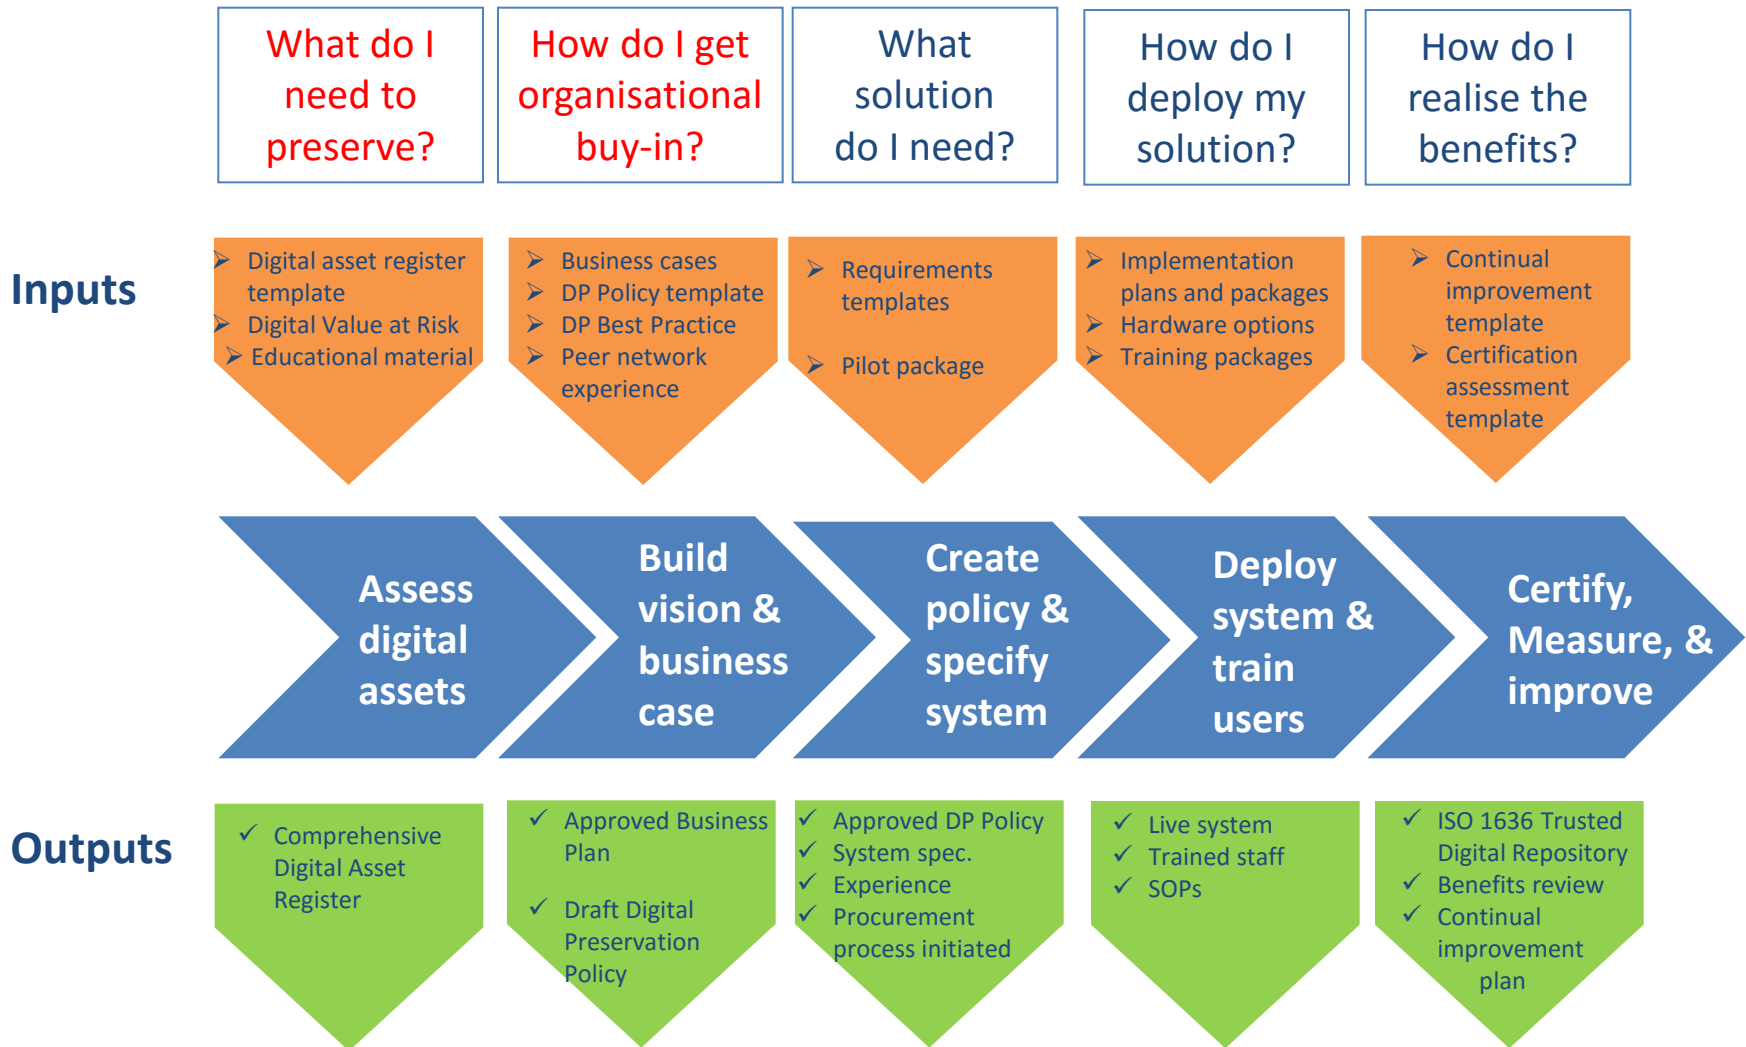 What do I
need to
preserve?
How do I get
organisational
buy-in?
What
solution
do I need?
How do I
deploy my
solution?
How do I
realise the
benefits?
Inputs
➢ Digital asset register
template
➢ Digital Value at Risk
➢ Educational material
➢ Business cases
➢ DP Policy template
➢ DP Best Practice
➢ Peer network
experience
➢ Requirements
templates
➢ Pilot package
➢ Implementation
plans and packages
➢ Hardware options
➢ Training packages
➢ Continual
improvement
template
➢ Certification
assessment
template
Assess
digital
assets
Build
vision &
business
case
Create
policy &
specify
system
Deploy
system &
train
users
Certify,
Measure, &
improve
Outputs
✓ Comprehensive
Digital Asset
Register
✓ Approved Business
Plan
✓ Draft Digital
Preservation
Policy
✓ Approved DP Policy
✓ System spec.
✓ Experience
✓ Procurement
process initiated
✓ Live system
✓ Trained staff
✓ SOPs
✓ ISO 1636 Trusted
Digital Repository
✓ Benefits review
✓ Continual
improvement
plan